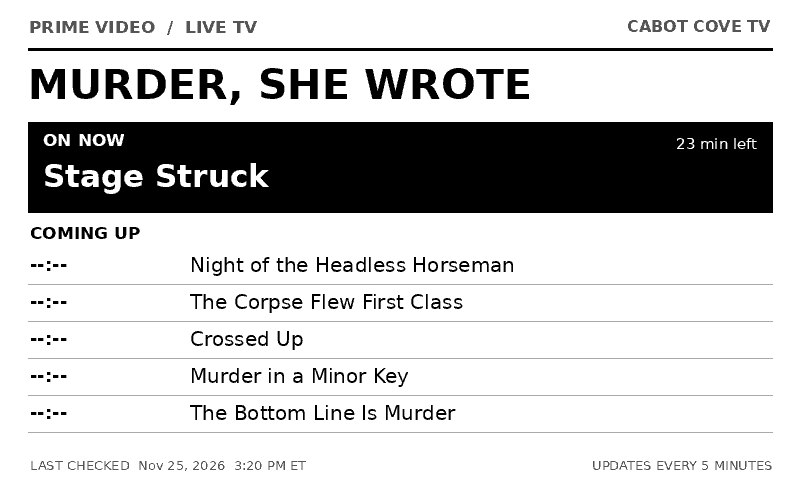 PRIME VIDEO / LIVE TV
CABOT COVE TV
MURDER, SHE WROTE
ON NOW
23 min left
Stage Struck
COMING UP
--:-- Night of the Headless Horseman
--:-- The Corpse Flew First Class
--:-- Crossed Up
--:-- Murder in a Minor Key
--:-- The Bottom Line Is Murder
LAST CHECKED Nov 25, 2026 3:20 PM ET
UPDATES EVERY 5 MINUTES